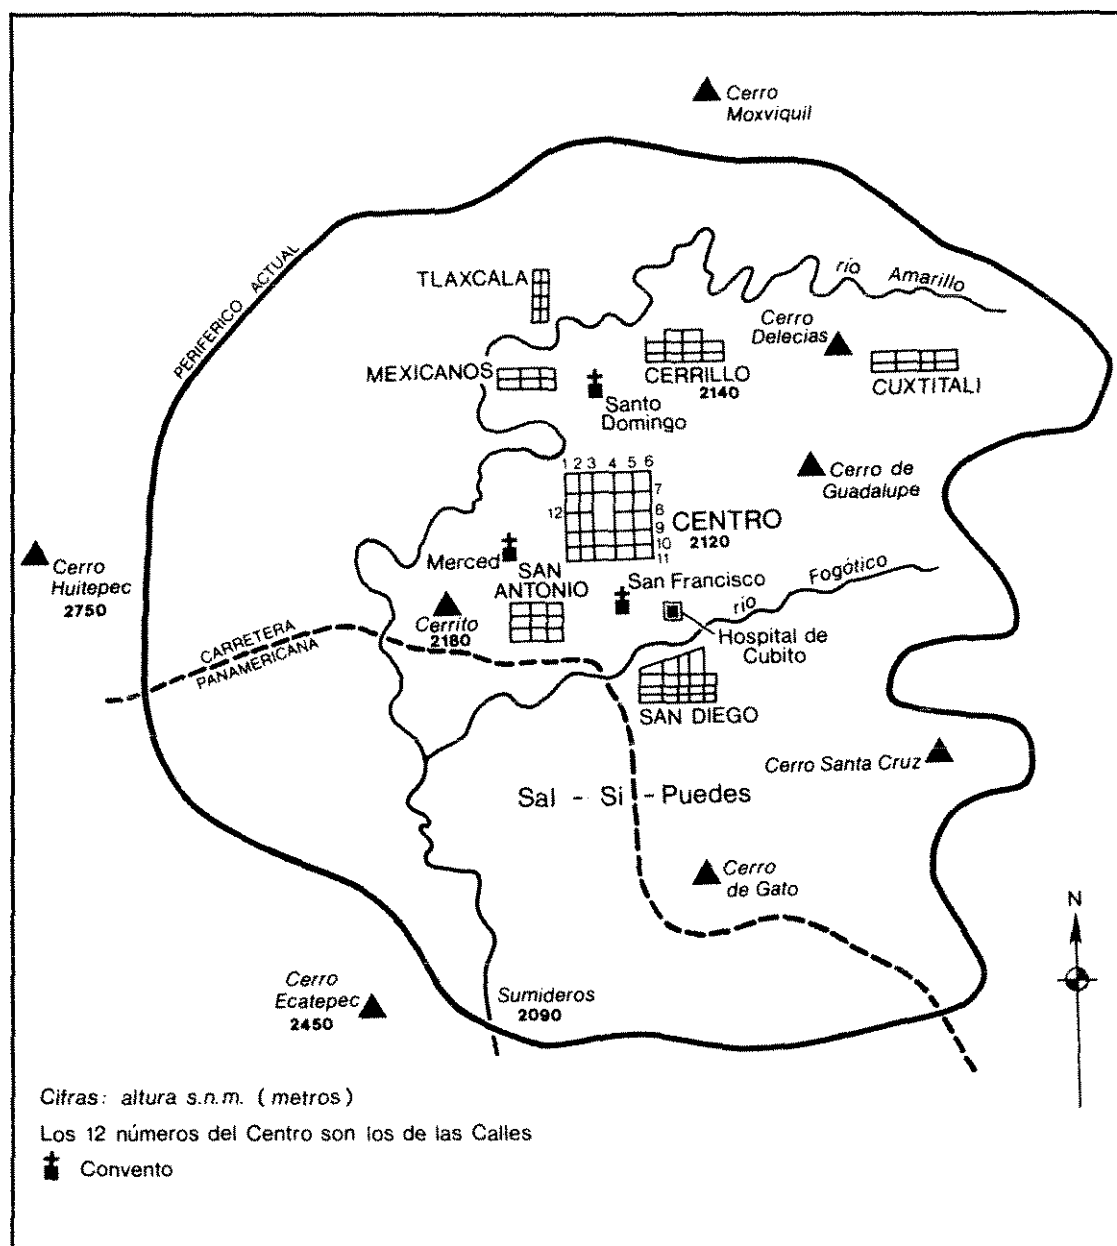 Cerro
Moxviquil
PERIFERICO ACTUAL
TLAXCALA
río Amarillo
Cerro
Delecias
MEXICANOS
CERRILLO
2140
CUXTITALI
Santo
Domingo
1 2 3 4 5 6
7
12
8
9
10
11
CENTRO
2120
Cerro de
Guadalupe
Cerro
Huitepec
2750
Merced
SAN
ANTONIO
San Francisco
río Fogótico
Cerrito
2180
Hospital de
Cubito
CARRETERA
PANAMERICANA
SAN DIEGO
Cerro Santa Cruz
Sal - Si - Puedes
Cerro
de Gato
N
Cerro
Ecatepec
2450
Sumideros
2090
Cifras: altura s.n.m. (metros)
Los 12 números del Centro son los de las Calles
Convento